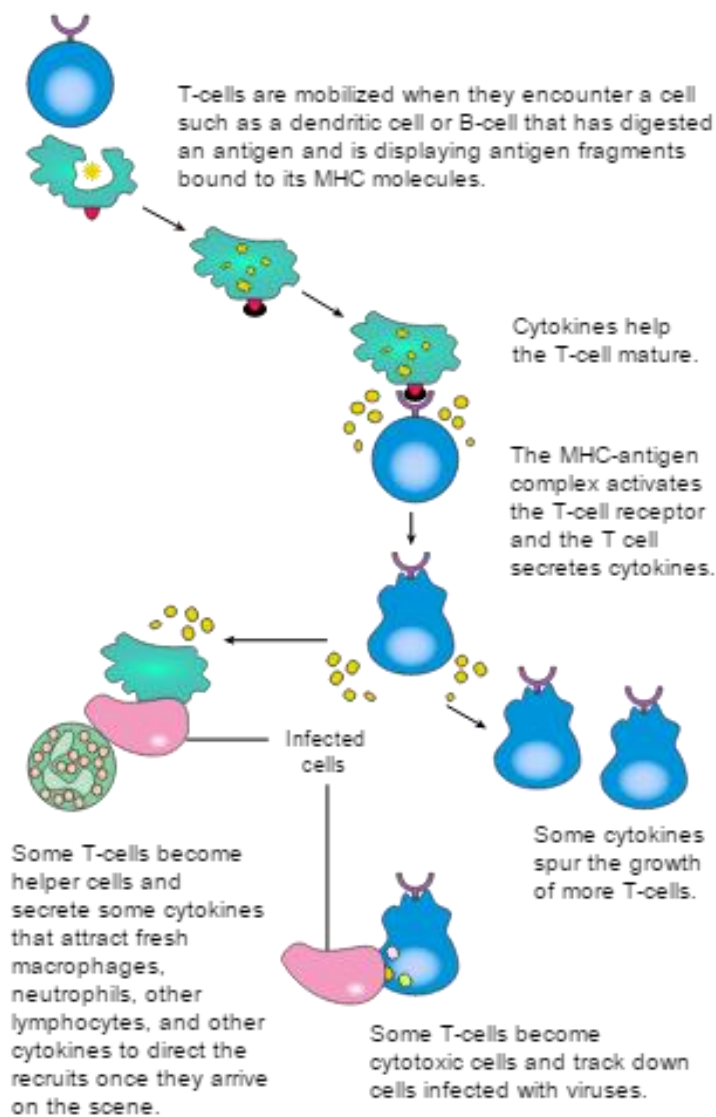 T-cells are mobilized when they encounter a cell
such as a dendritic cell or B-cell that has digested
an antigen and is displaying antigen fragments
bound to its MHC molecules.
Cytokines help
the T-cell mature.
The MHC-antigen
complex activates
the T-cell receptor
and the T cell
secretes cytokines.
Infected
cells
Some cytokines
spur the growth
of more T-cells.
Some T-cells become
helper cells and
secrete some cytokines
that attract fresh
macrophages,
neutrophils, other
lymphocytes, and other
cytokines to direct the
recruits once they arrive
on the scene.
Some T-cells become
cytotoxic cells and track down
cells infected with viruses.